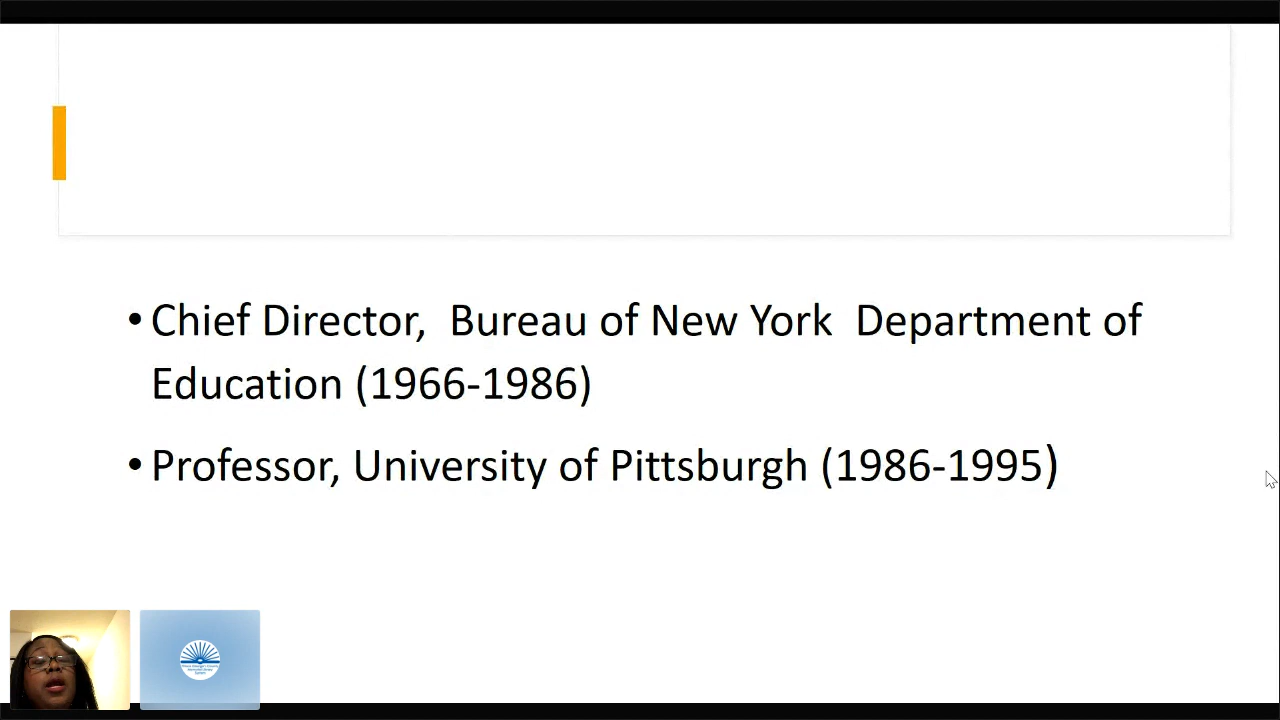 • Chief Director,  Bureau of New York  Department of
Education (1966-1986)
• Professor, University of Pittsburgh (1986-1995)